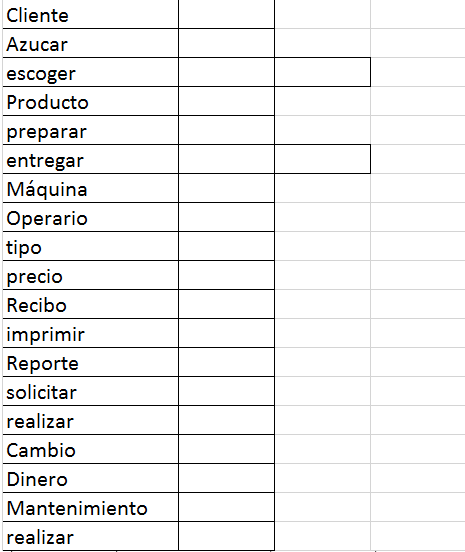 Cliente
Azucar
escoger
Producto
preparar
entregar
Máquina
Operario
tipo
precio
Recibo
imprimir
Reporte
solicitar
realizar
Cambio
Dinero
Mantenimiento
realizar